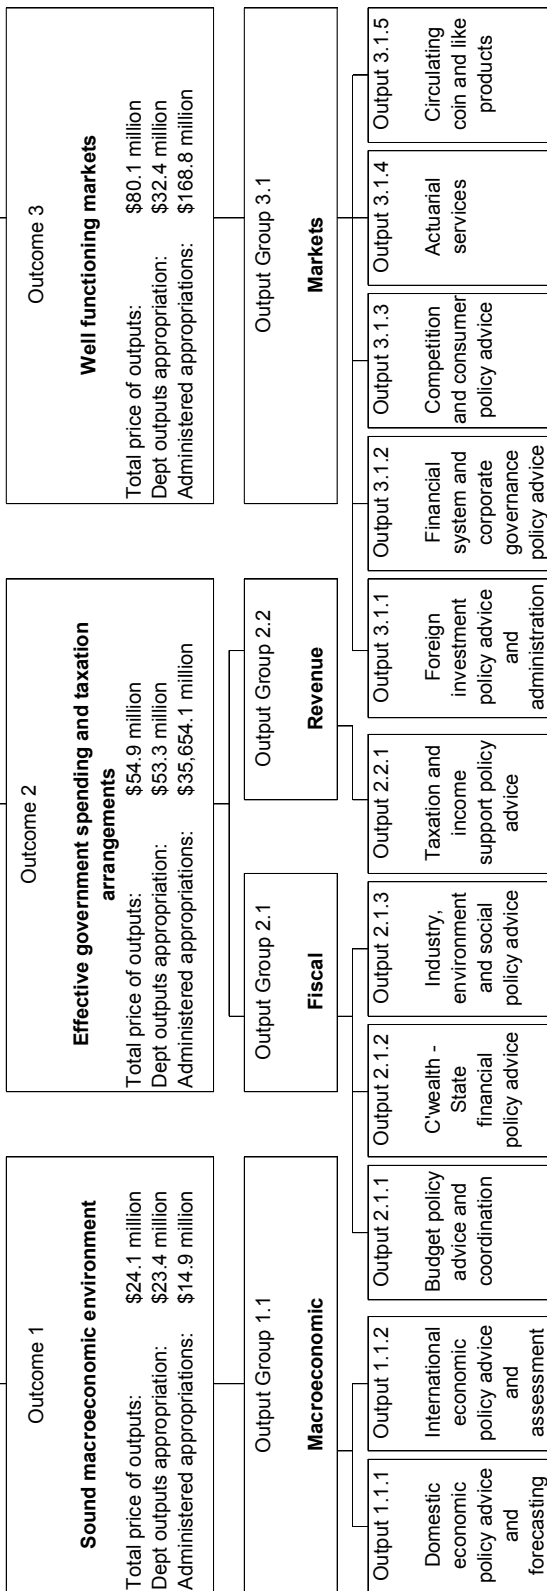 Outcome 1
Sound macroeconomic environment
Total price of outputs: $24.1 million
Dept outputs appropriation: $23.4 million
Administered appropriations: $14.9 million
Outcome 2
Effective government spending and taxation
arrangements
Total price of outputs: $54.9 million
Dept outputs appropriation: $53.3 million
Administered appropriations: $35,654.1 million
Outcome 3
Well functioning markets
Total price of outputs: $80.1 million
Dept outputs appropriation: $32.4 million
Administered appropriations: $168.8 million
Output Group 1.1
Macroeconomic
Output Group 2.1
Fiscal
Output Group 2.2
Revenue
Output Group 3.1
Markets
Output 1.1.1
Domestic
economic
policy advice
and
forecasting
Output 1.1.2
International
economic
policy advice
and
assessment
Output 2.1.1
Budget policy
advice and
coordination
Output 2.1.2
C'wealth -
State
financial
policy advice
Output 2.1.3
Industry,
environment
and social
policy advice
Output 2.2.1
Taxation and
income
support policy
advice
Output 3.1.1
Foreign
investment
policy advice
and
administration
Output 3.1.2
Financial
system and
corporate
governance
policy advice
Output 3.1.3
Competition
and consumer
policy advice
Output 3.1.4
Actuarial
services
Output 3.1.5
Circulating
coin and like
products